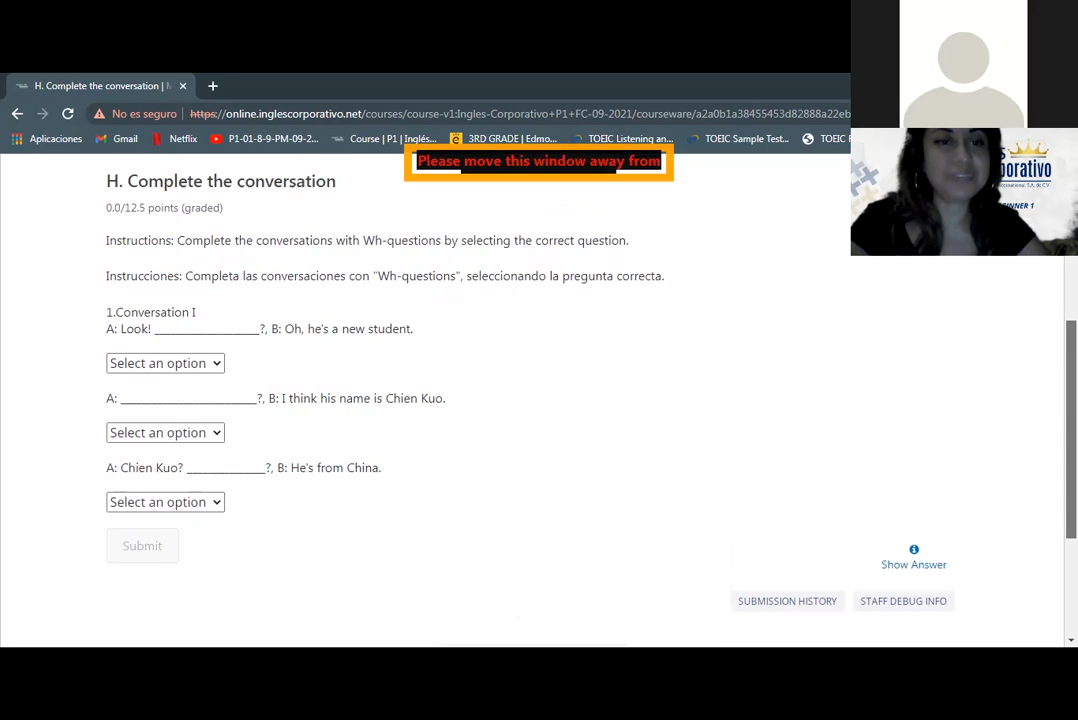 H. Complete the conversation |
No es seguro
https://online.inglescorporativo.net/courses/course-v1:Ingles-Corporativo+P1+FC-09-2021/courseware/a2a0b1a38455453d82888a22eb
Aplicaciones
Gmail
Netflix
P1-01-8-9-PM-09-2...
Course | P1 | Inglés...
3RD GRADE | Edmo...
TOEIC Listening an...
TOEIC Sample Test...
TOEIC
Please move this window away from
H. Complete the conversation
0.0/12.5 points (graded)
Instructions: Complete the conversations with Wh-questions by selecting the correct question.
Instrucciones: Completa las conversaciones con "Wh-questions", seleccionando la pregunta correcta.
1.Conversation I
A: Look! ___________________?, B: Oh, he's a new student.
Select an option
A: _________________________?, B: I think his name is Chien Kuo.
Select an option
A: Chien Kuo? ______________?, B: He's from China.
Select an option
Submit
Show Answer
SUBMISSION HISTORY
STAFF DEBUG INFO